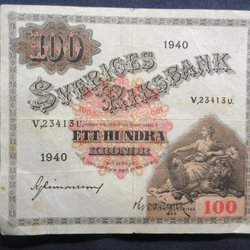 100
1940
SVERIGES
RIKSBANK
V,23413U.
V,23413U.
ETT HUNDRA
KRONOR
1940
100